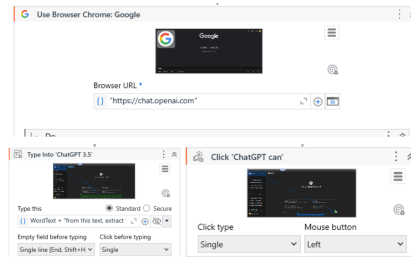 Use Browser Chrome: Google
Google
Browser URL *
"https://chat.openai.com"
Do
Type Into 'ChatGPT 3.5'
Type this
Standard
Secure
WordText + "from this text, extract
Empty field before typing
Click before typing
Single line [End, Shift+H
Single
Click 'ChatGPT can'
Click type
Mouse button
Single
Left